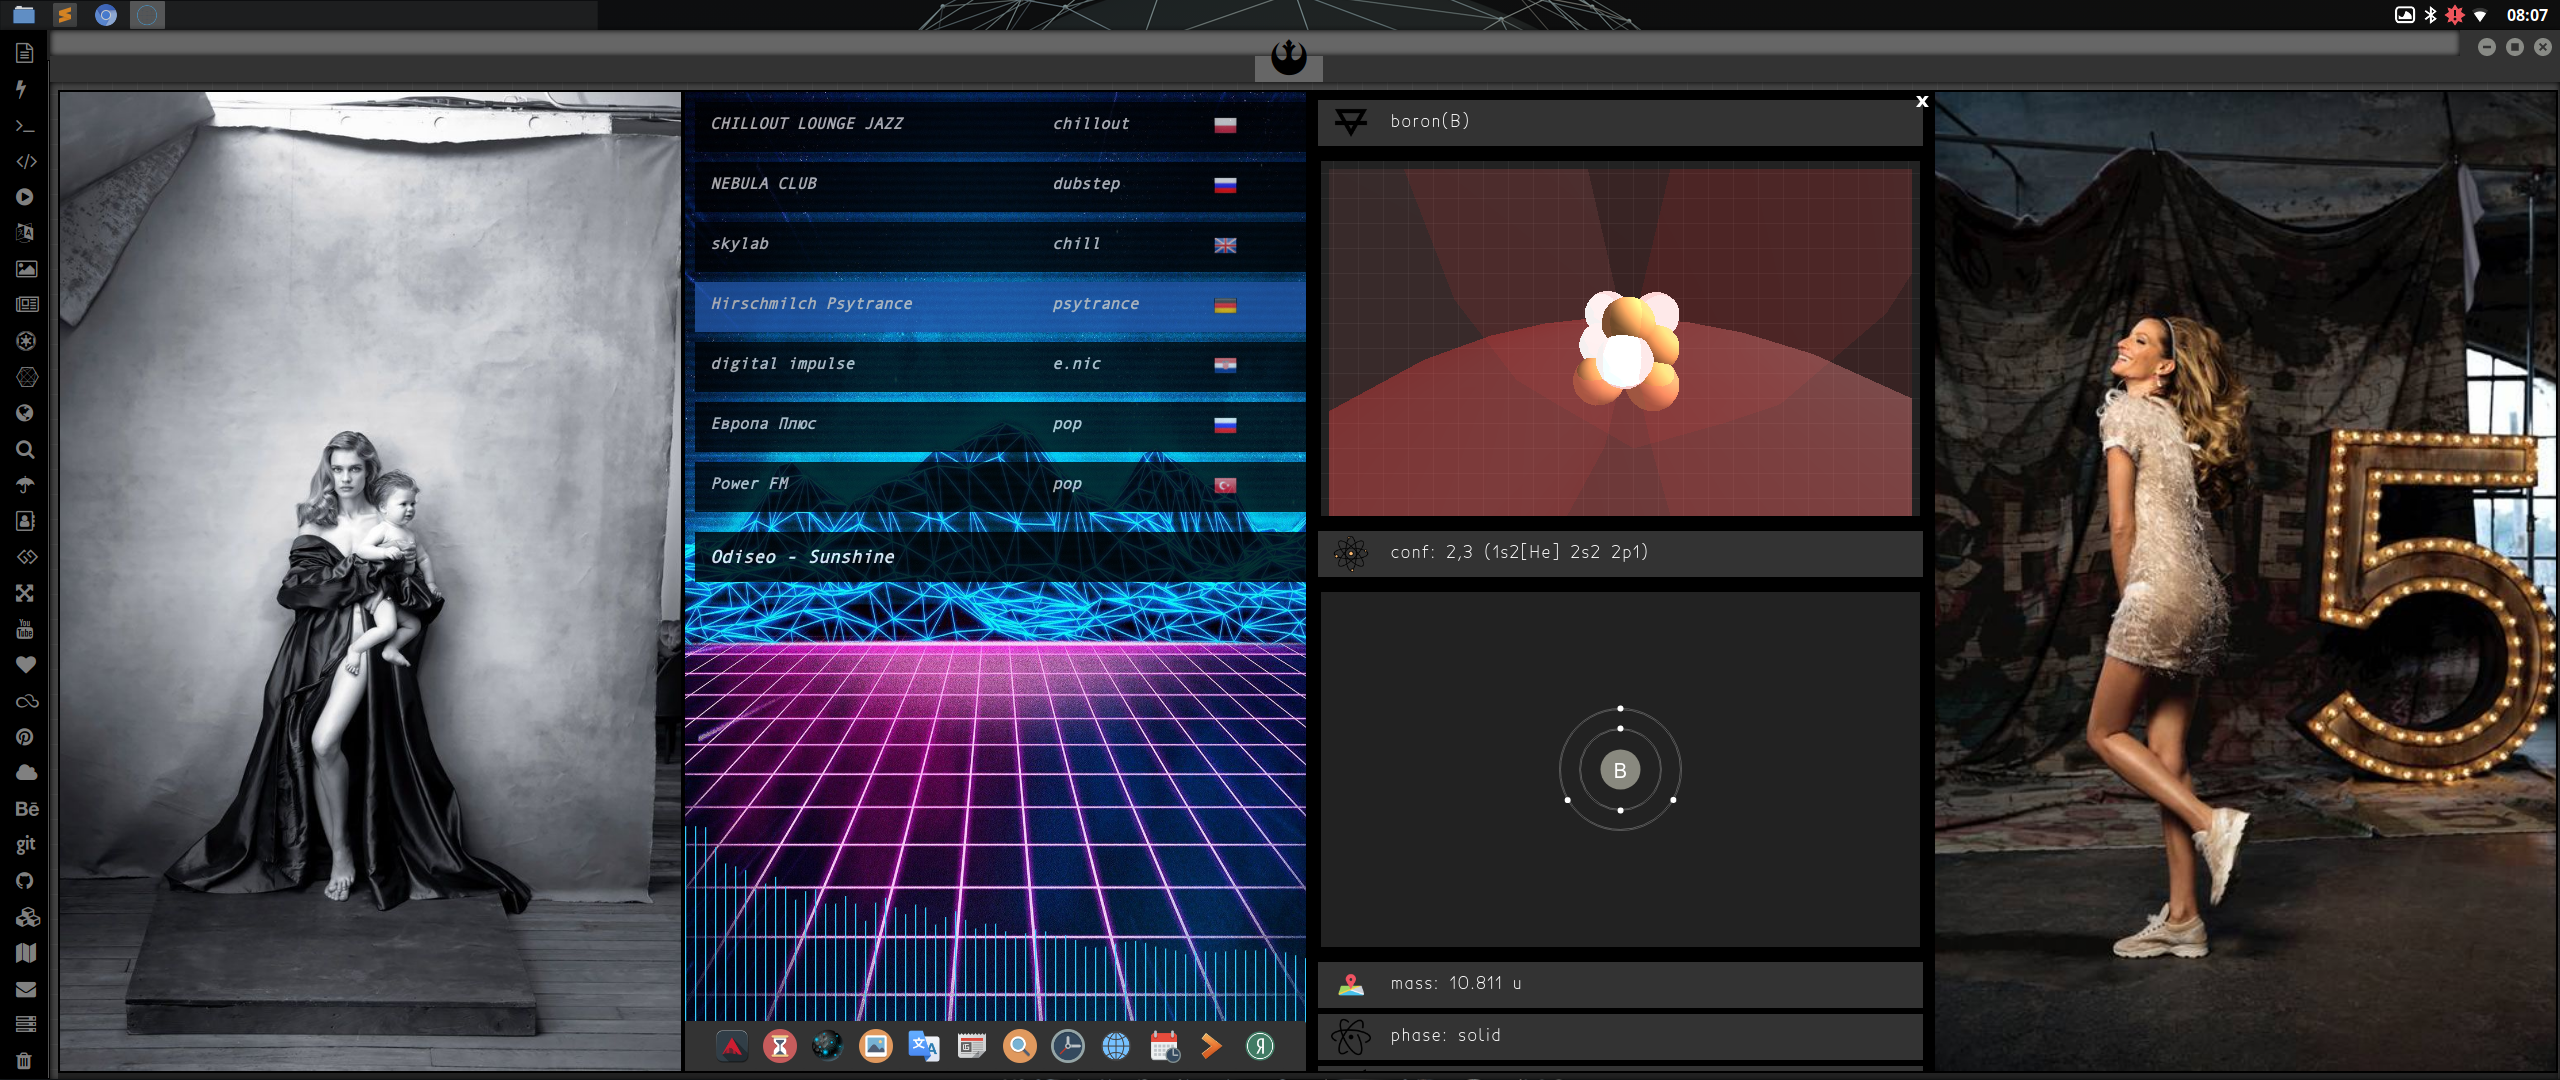 08:07
CHILLOUT LOUNGE JAZZ chillout
NEBULA CLUB dubstep
skylab chill
Hirschmilch Psytrance psytrance
digital impulse e.nic
Европа Плюс pop
Power FM pop
Odiseo - Sunshine
boron(B)
conf: 2,3 (1s2[He] 2s2 2p1)
B
mass: 10.811 u
phase: solid
5
You
Tube
Bē
git